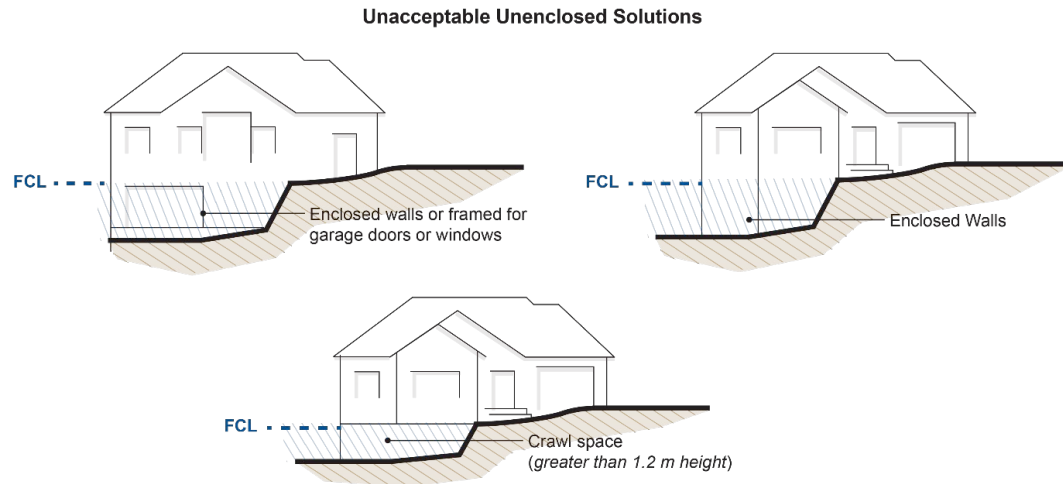 Unacceptable Unenclosed Solutions
FCL
Enclosed walls or framed for
garage doors or windows
FCL
Enclosed Walls
FCL
Crawl space
(greater than 1.2 m height)